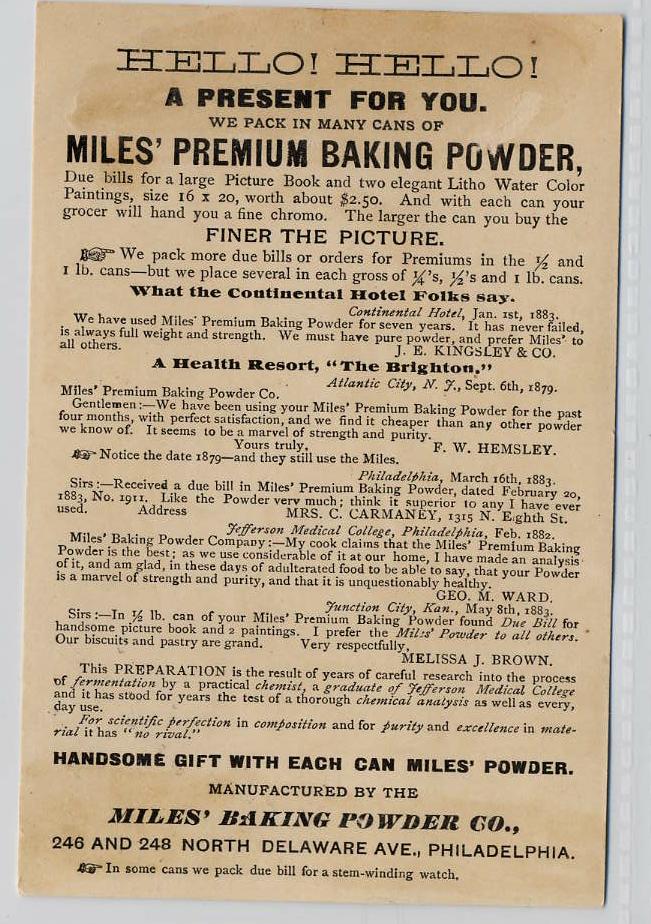 HELLO! HELLO!
A PRESENT FOR YOU.
WE PACK IN MANY CANS OF
MILES' PREMIUM BAKING POWDER,
Due bills for a large Picture Book and two elegant Litho Water Color
Paintings, size 16 x 20, worth about $2.50. And with each can your
grocer will hand you a fine chromo. The larger the can you buy the
FINER THE PICTURE.
☞ We pack more due bills or orders for Premiums in the ½ and
1 lb. cans—but we place several in each gross of ¼'s, ½'s and 1 lb. cans.
What the Continental Hotel Folks say.
Continental Hotel, Jan. 1st, 1883.
We have used Miles' Premium Baking Powder for seven years. It has never failed,
is always full weight and strength. We must have pure powder, and prefer Miles' to
all others. J. E. KINGSLEY & CO.
A Health Resort, "The Brighton,"
Atlantic City, N. J., Sept. 6th, 1879.
Miles' Premium Baking Powder Co.
Gentlemen:—We have been using your Miles' Premium Baking Powder for the past
four months, with perfect satisfaction, and we find it cheaper than any other powder
we know of. It seems to be a marvel of strength and purity.
Yours truly, F. W. HEMSLEY.
☞ Notice the date 1879—and they still use the Miles.
Philadelphia, March 16th, 1883.
Sirs:—Received a due bill in Miles' Premium Baking Powder, dated February 20,
1883, No. 1911. Like the Powder very much; think it superior to any I have ever
used. Address MRS. C. CARMANEY, 1315 N. Eighth St.
Jefferson Medical College, Philadelphia, Feb. 1882.
Miles' Baking Powder Company:—My cook claims that the Miles' Premium Baking
Powder is the best; as we use considerable of it at our home, I have made an analysis
of it, and am glad, in these days of adulterated food to be able to say, that your Powder
is a marvel of strength and purity, and that it is unquestionably healthy.
GEO. M. WARD.
Junction City, Kan., May 8th, 1883.
Sirs:—In ½ lb. can of your Miles' Premium Baking Powder found Due Bill for
handsome picture book and 2 paintings. I prefer the Miles' Powder to all others.
Our biscuits and pastry are grand. Very respectfully,
MELISSA J. BROWN.
This PREPARATION is the result of years of careful research into the process
of fermentation by a practical chemist, a graduate of Jefferson Medical College
and it has stood for years the test of a thorough chemical analysis as well as every,
day use.
For scientific perfection in composition and for purity and excellence in mate-
rial it has "no rival."
HANDSOME GIFT WITH EACH CAN MILES' POWDER.
MANUFACTURED BY THE
MILES' BAKING POWDER CO.,
246 AND 248 NORTH DELAWARE AVE., PHILADELPHIA.
☞ In some cans we pack due bill for a stem-winding watch.